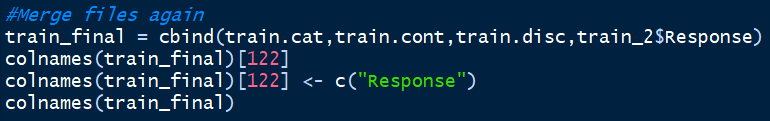 #Merge files again
train_final = cbind(train.cat,train.cont,train.disc,train_2$Response)
colnames(train_final)[122]
colnames(train_final)[122] <- c("Response")
colnames(train_final)